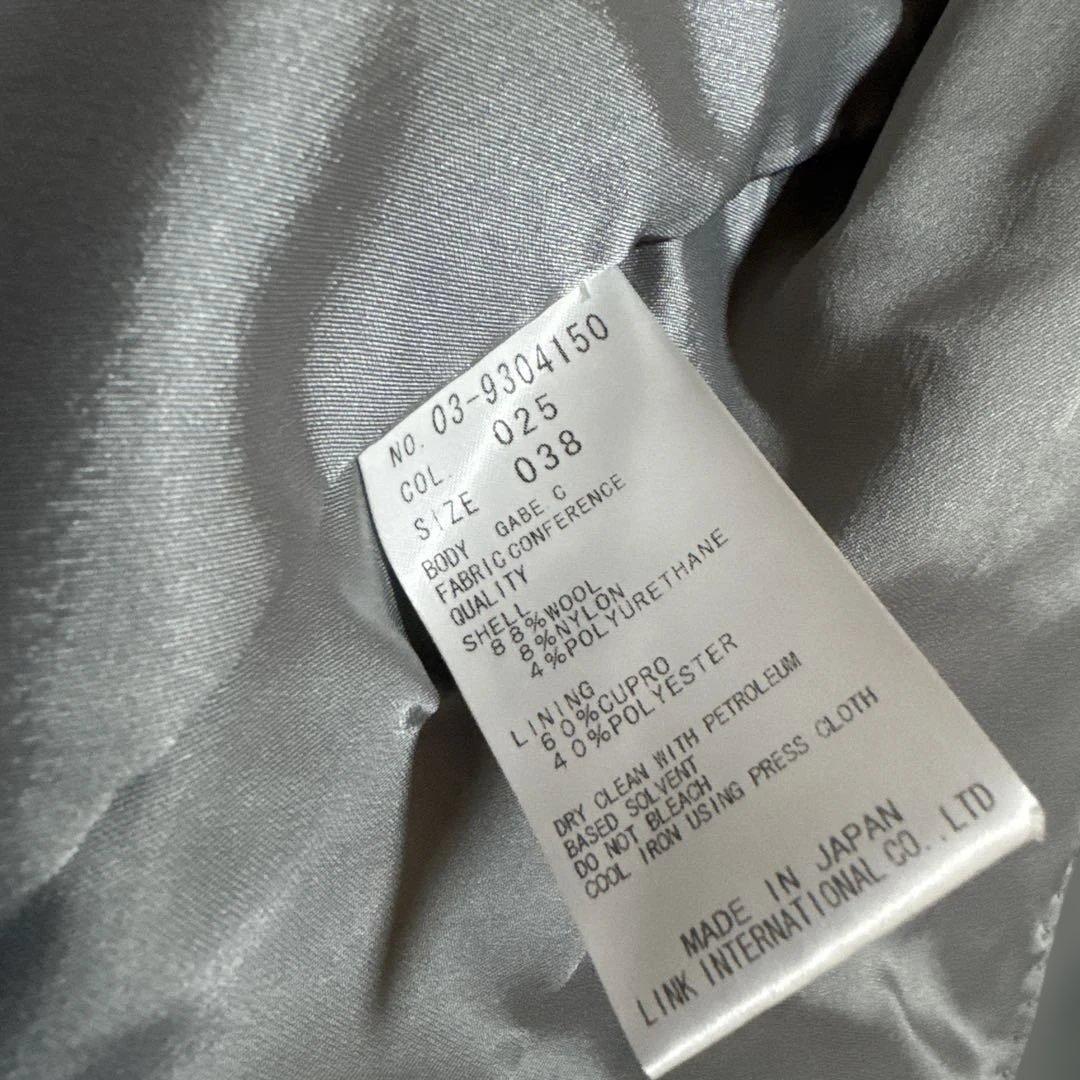 NO. 03-9304150
COL. 025
SIZE 038
BODY GABE C
FABRIC CONFERENCE
QUALITY
SHELL
88%WOOL
8%NYLON
4%POLYURETHANE
LINING
60%CUPRO
40%POLYESTER
DRY CLEAN WITH PETROLEUM
BASED SOLVENT
DO NOT BLEACH
COOL IRON USING PRESS CLOTH
MADE IN JAPAN
LINK INTERNATIONAL CO.,LTD